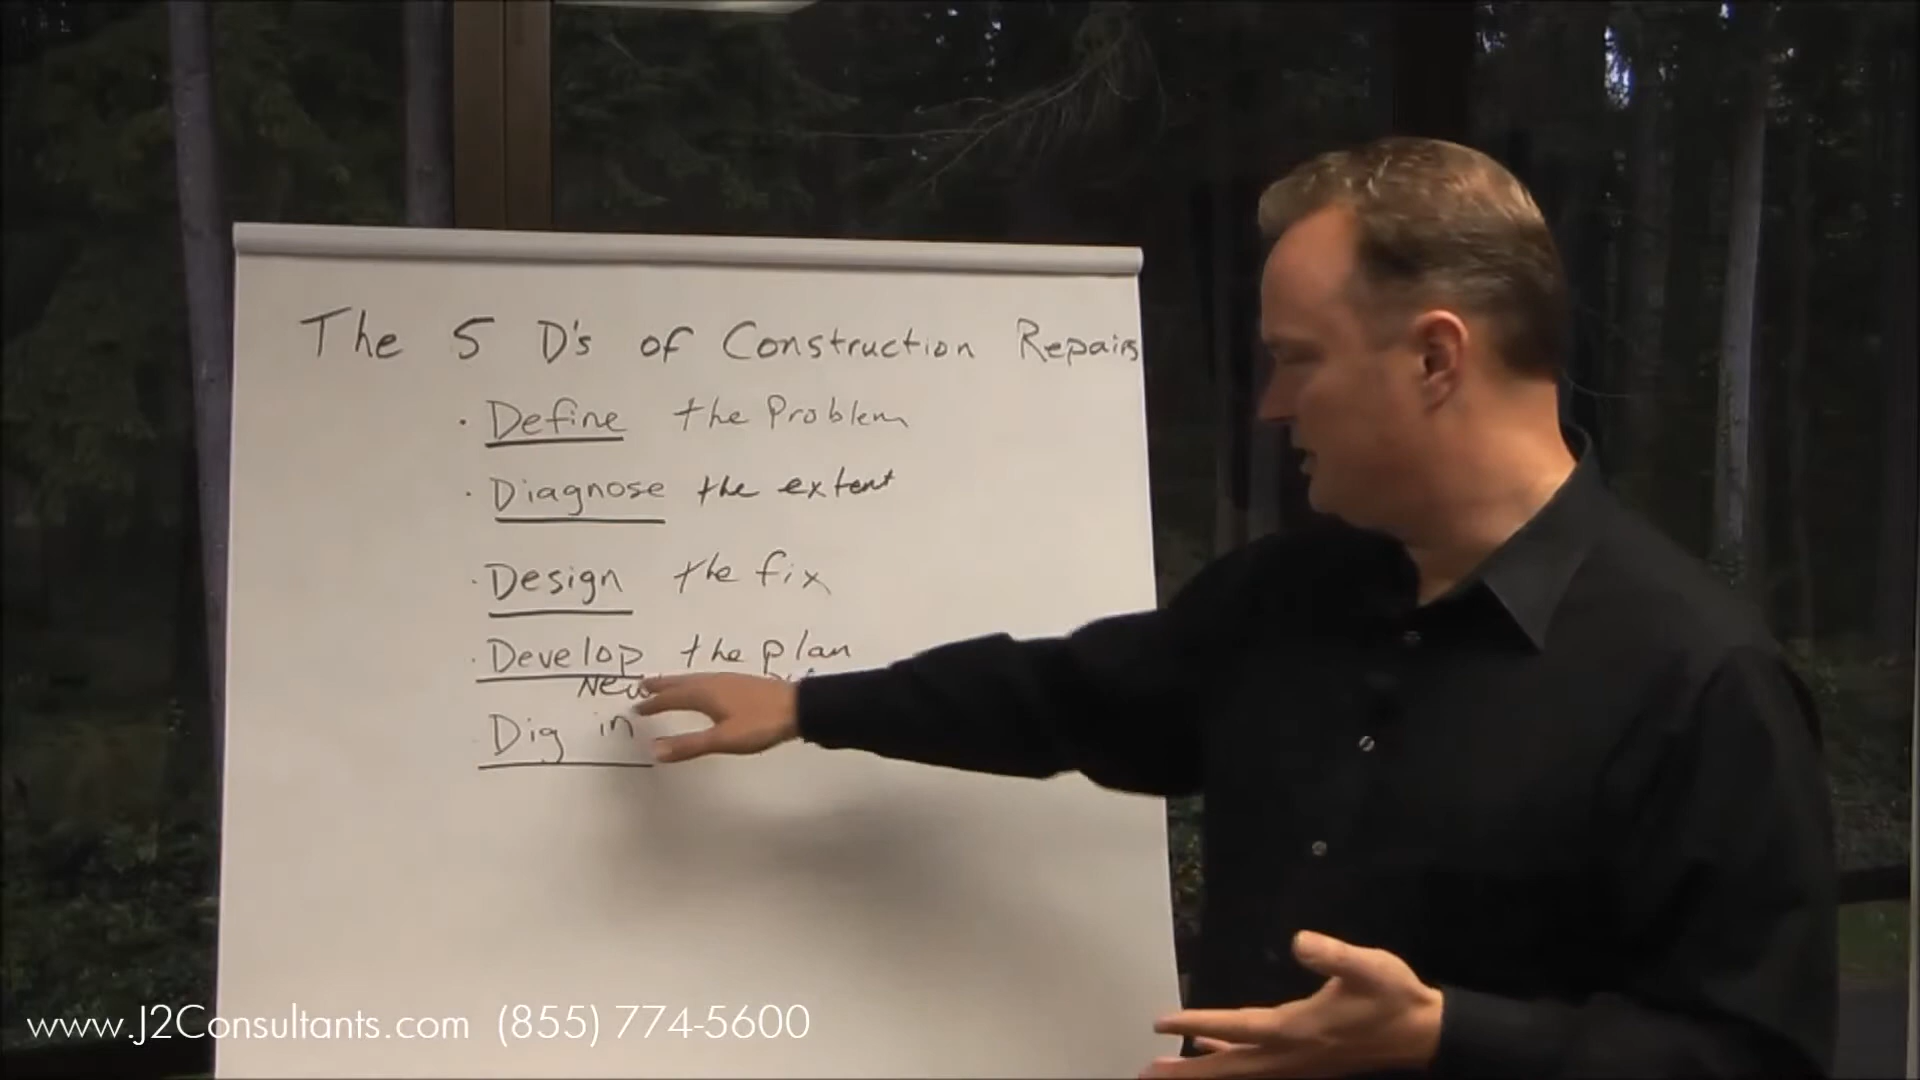 The 5 D's of Construction Repairs
· Define the Problem
· Diagnose the extent
· Design the fix
· Develop the plan
Dig in
www.J2Consultants.com (855) 774-5600